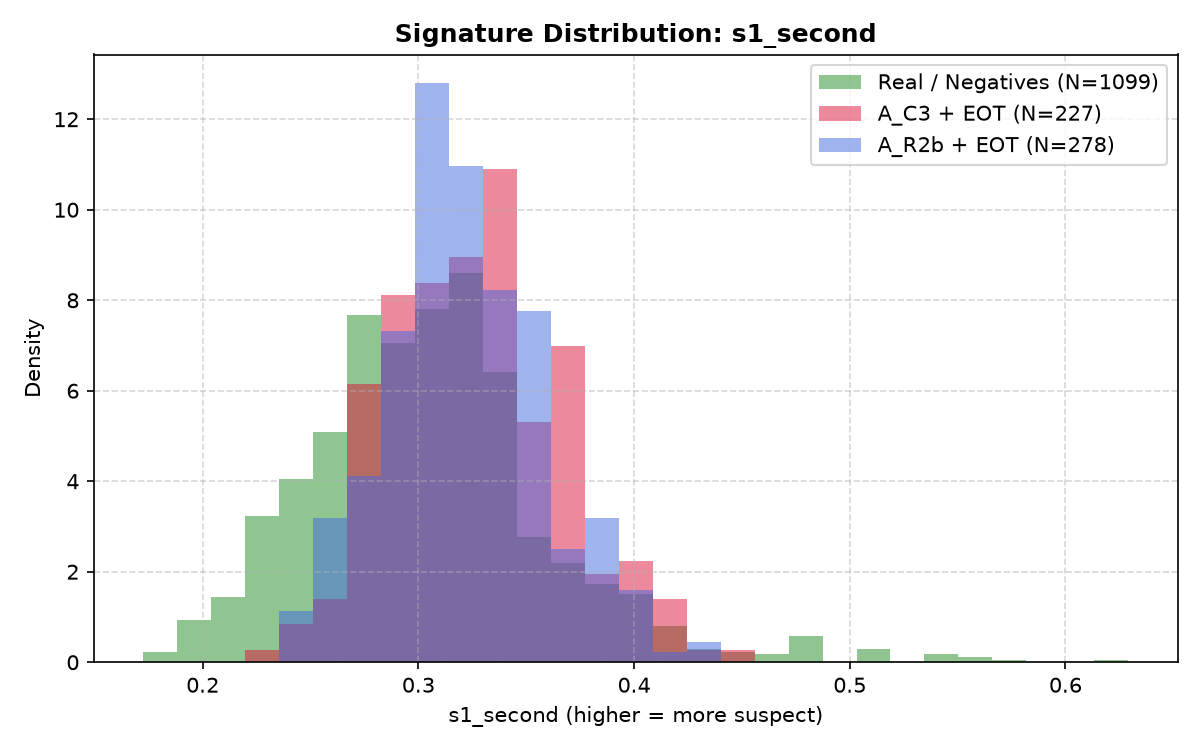 Signature Distribution: s1_second
Real / Negatives (N=1099)
A_C3 + EOT (N=227)
A_R2b + EOT (N=278)
Density
12
10
8
6
4
2
0
0.2 0.3 0.4 0.5 0.6
s1_second (higher = more suspect)